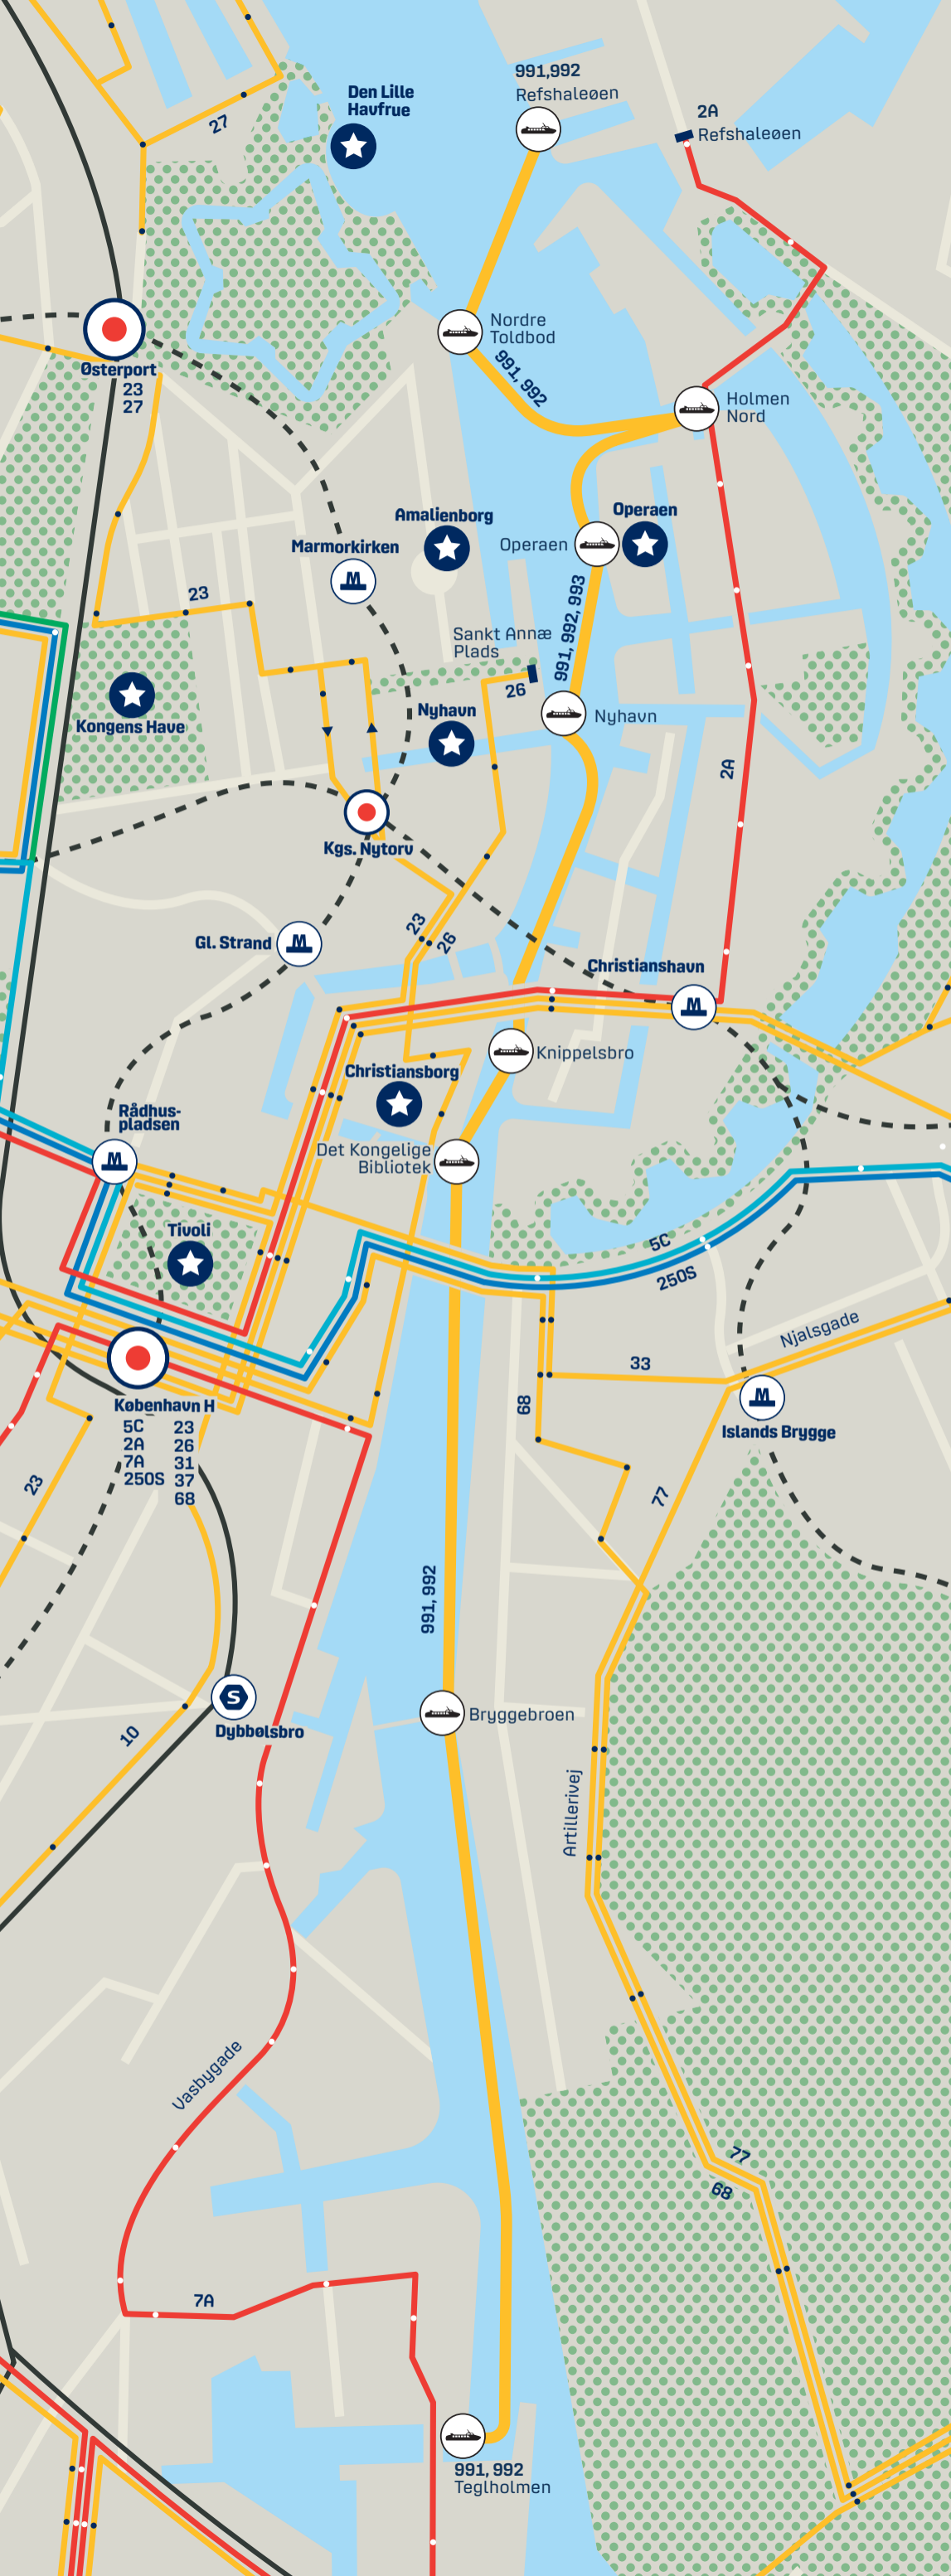 991,992
Refshaleøen
Den Lille
Havfrue
2A
Refshaleøen
27
Nordre
Toldbod
991, 992
Østerport
23
27
Holmen
Nord
Amalienborg
Operaen
Operaen
Marmorkirken
23
991, 992, 993
Sankt Annæ
Plads
26
Kongens Have
Nyhavn
Nyhavn
2A
Kgs. Nytorv
23
26
Gl. Strand
Christianshavn
Knippelsbro
Christiansborg
Rådhus-
pladsen
Det Kongelige
Bibliotek
Tivoli
5C
250S
Njalsgade
33
68
København H
5C 23
2A 26
7A 31
250S 37
68
Islands Brygge
23
77
991, 992
Bryggebroen
Dybbølsbro
10
Artillerivej
Vasbygade
77
68
7A
991, 992
Teglholmen